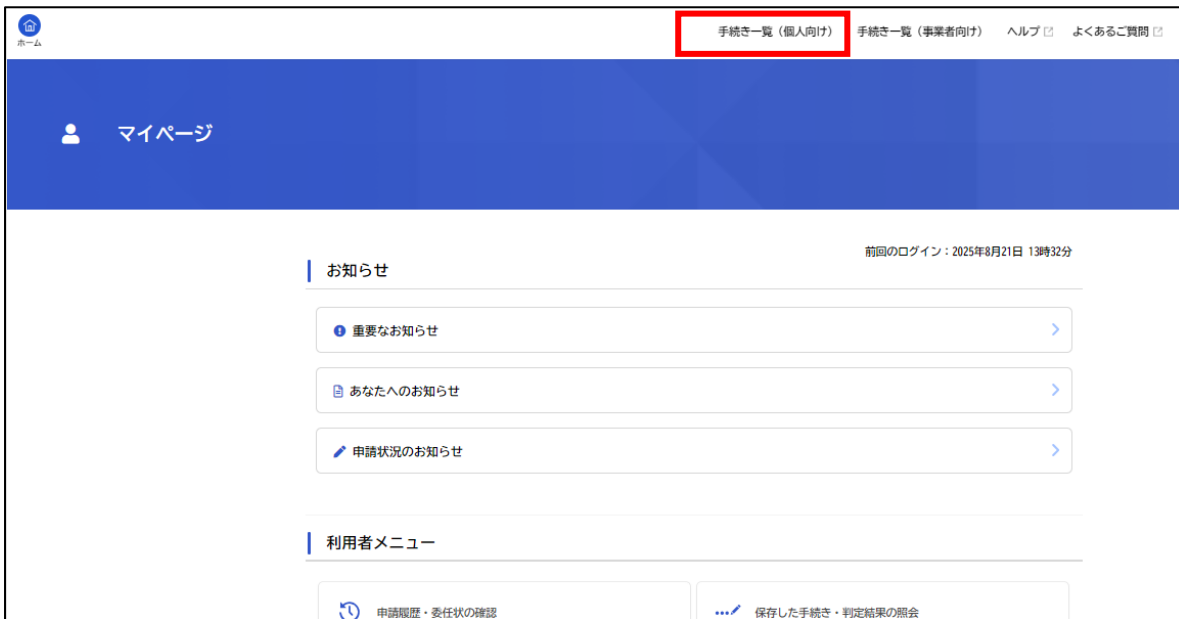 ホーム
手続き一覧（個人向け） 手続き一覧（事業者向け） ヘルプ よくあるご質問
マイページ
前回のログイン：2025年8月21日 13時32分
お知らせ
重要なお知らせ
あなたへのお知らせ
申請状況のお知らせ
利用者メニュー
申請履歴・委任状の確認 保存した手続き・判定結果の照会